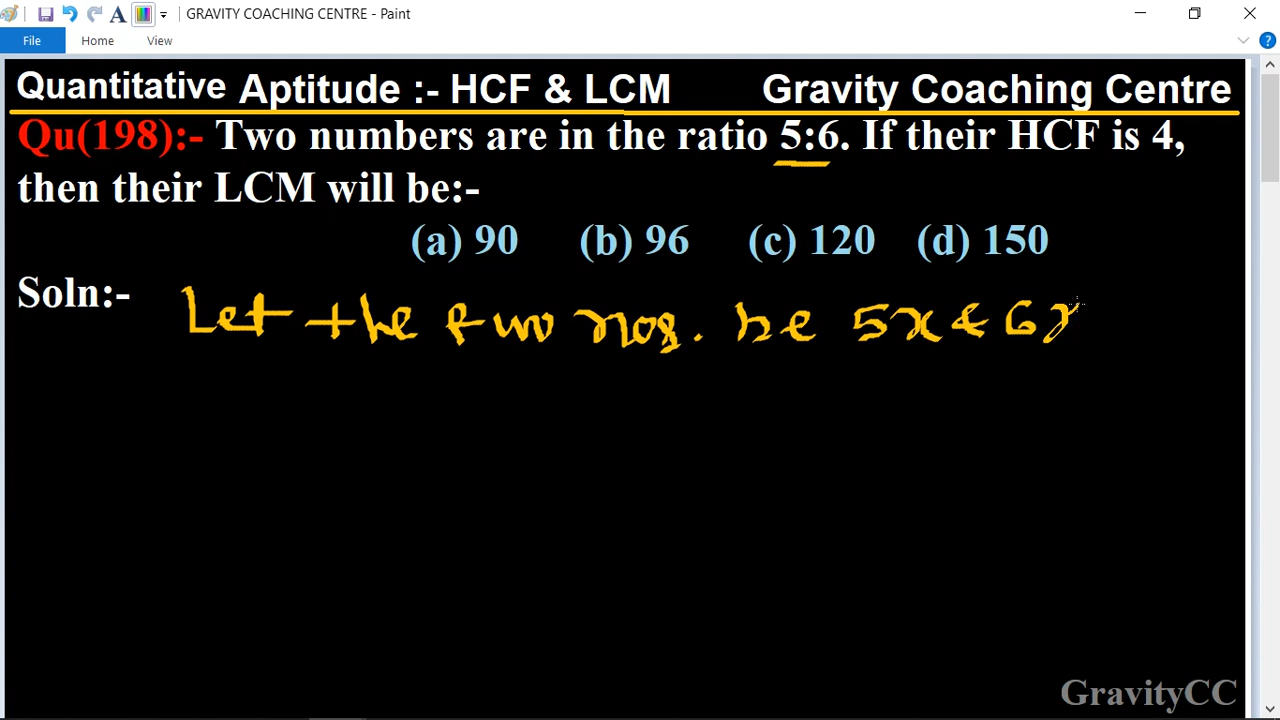 GRAVITY COACHING CENTRE - Paint
File Home View
Quantitative Aptitude :- HCF & LCM Gravity Coaching Centre
Qu(198):- Two numbers are in the ratio 5:6. If their HCF is 4,
then their LCM will be:-
(a) 90 (b) 96 (c) 120 (d) 150
Soln:- Let the two nos. be 5x & 6x
GravityCC